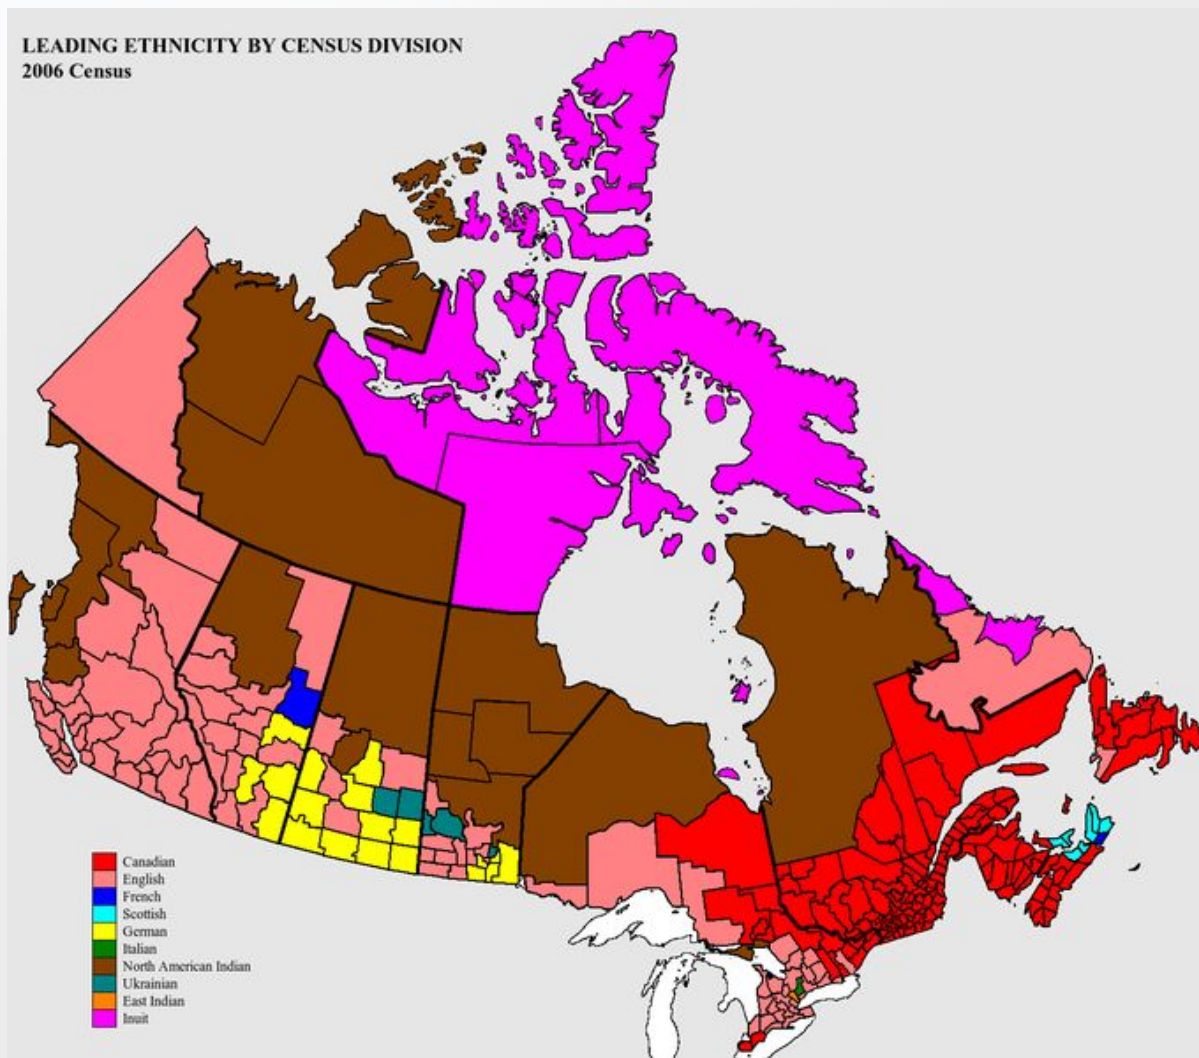 LEADING ETHNICITY BY CENSUS DIVISION
2006 Census
Canadian
English
French
Scottish
German
Italian
North American Indian
Ukrainian
East Indian
Inuit